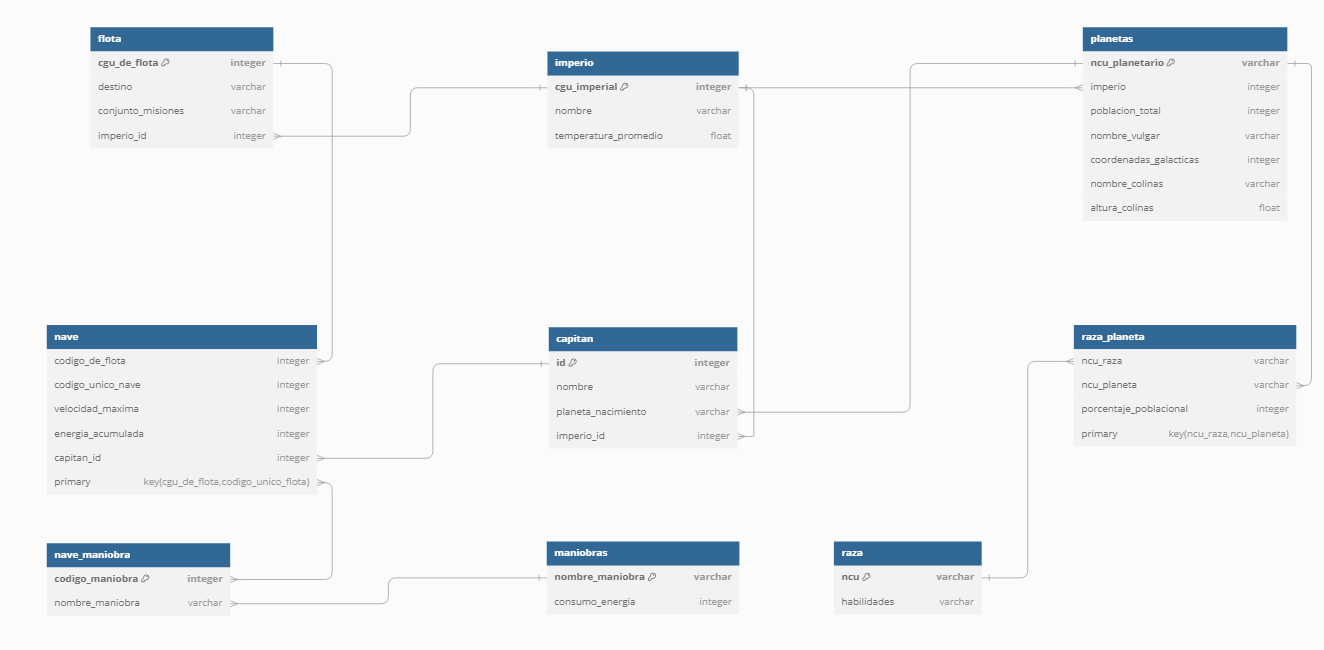 flota
cgu_de_flota integer
destino varchar
conjunto_misiones varchar
imperio_id integer
imperio
cgu_imperial integer
nombre varchar
temperatura_promedio float
planetas
ncu_planetario varchar
imperio integer
poblacion_total integer
nombre_vulgar varchar
coordenadas_galacticas integer
nombre_colinas varchar
altura_colinas float
nave
codigo_de_flota integer
codigo_unico_nave integer
velocidad_maxima integer
energia_acumulada integer
capitan_id integer
primary key(cgu_de_flota,codigo_unico_flota)
capitan
id integer
nombre varchar
planeta_nacimiento varchar
imperio_id integer
raza_planeta
ncu_raza varchar
ncu_planeta varchar
porcentaje_poblacional integer
primary key(ncu_raza,ncu_planeta)
nave_maniobra
codigo_maniobra integer
nombre_maniobra varchar
maniobras
nombre_maniobra varchar
consumo_energia integer
raza
ncu varchar
habilidades varchar